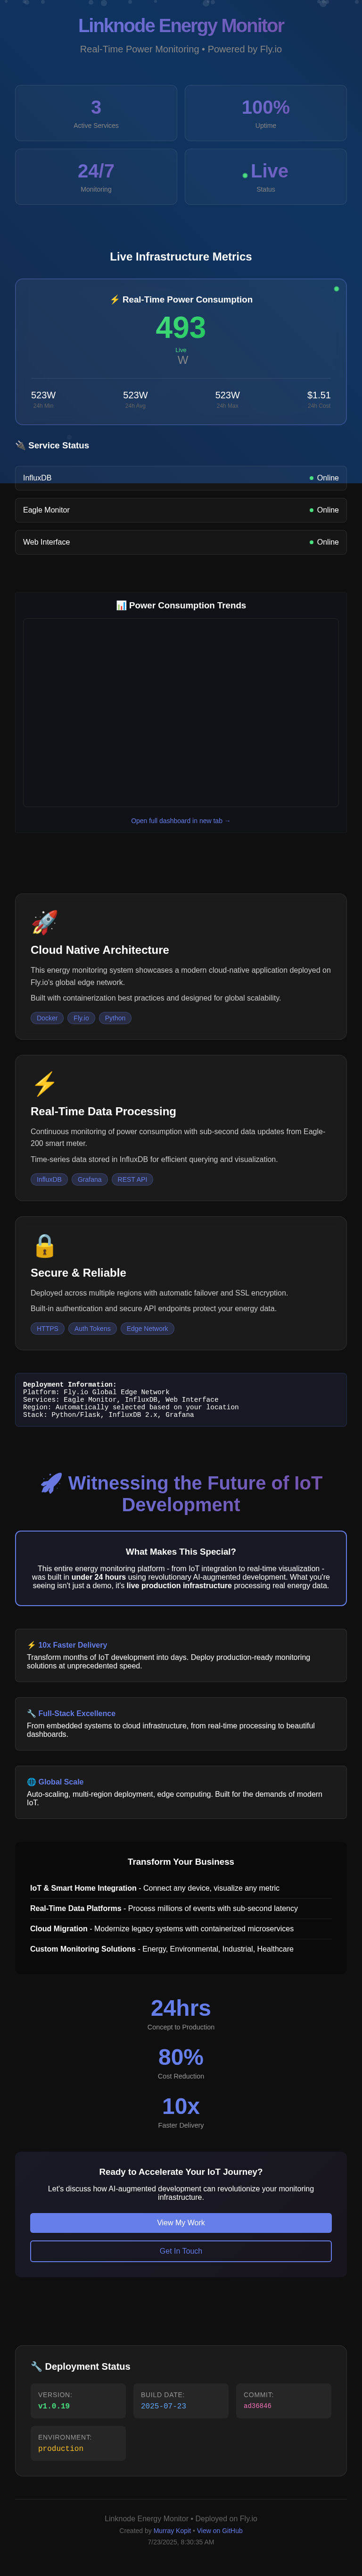 Linknode Energy Monitor
Real-Time Power Monitoring • Powered by Fly.io
3
Active Services
100%
Uptime
24/7
Monitoring
Live
Status
Live Infrastructure Metrics
⚡ Real-Time Power Consumption
493
Live
W
523W
24h Min
523W
24h Avg
523W
24h Max
$1.51
24h Cost
🔌 Service Status
InfluxDB
Online
Eagle Monitor
Online
Web Interface
Online
📊 Power Consumption Trends
Open full dashboard in new tab →
🚀
Cloud Native Architecture
This energy monitoring system showcases a modern cloud-native application deployed on
Fly.io's global edge network.
Built with containerization best practices and designed for global scalability.
Docker
Fly.io
Python
⚡
Real-Time Data Processing
Continuous monitoring of power consumption with sub-second data updates from Eagle-
200 smart meter.
Time-series data stored in InfluxDB for efficient querying and visualization.
InfluxDB
Grafana
REST API
🔒
Secure & Reliable
Deployed across multiple regions with automatic failover and SSL encryption.
Built-in authentication and secure API endpoints protect your energy data.
HTTPS
Auth Tokens
Edge Network
Deployment Information:
Platform: Fly.io Global Edge Network
Services: Eagle Monitor, InfluxDB, Web Interface
Region: Automatically selected based on your location
Stack: Python/Flask, InfluxDB 2.x, Grafana
🚀 Witnessing the Future of IoT
Development
What Makes This Special?
This entire energy monitoring platform - from IoT integration to real-time visualization -
was built in under 24 hours using revolutionary AI-augmented development. What you're
seeing isn't just a demo, it's live production infrastructure processing real energy data.
⚡ 10x Faster Delivery
Transform months of IoT development into days. Deploy production-ready monitoring
solutions at unprecedented speed.
🔧 Full-Stack Excellence
From embedded systems to cloud infrastructure, from real-time processing to beautiful
dashboards.
🌐 Global Scale
Auto-scaling, multi-region deployment, edge computing. Built for the demands of modern
IoT.
Transform Your Business
IoT & Smart Home Integration - Connect any device, visualize any metric
Real-Time Data Platforms - Process millions of events with sub-second latency
Cloud Migration - Modernize legacy systems with containerized microservices
Custom Monitoring Solutions - Energy, Environmental, Industrial, Healthcare
24hrs
Concept to Production
80%
Cost Reduction
10x
Faster Delivery
Ready to Accelerate Your IoT Journey?
Let's discuss how AI-augmented development can revolutionize your monitoring
infrastructure.
View My Work
Get In Touch
🔧 Deployment Status
VERSION:
v1.0.19
BUILD DATE:
2025-07-23
COMMIT:
ad36846
ENVIRONMENT:
production
Linknode Energy Monitor • Deployed on Fly.io
Created by Murray Kopit • View on GitHub
7/23/2025, 8:30:35 AM